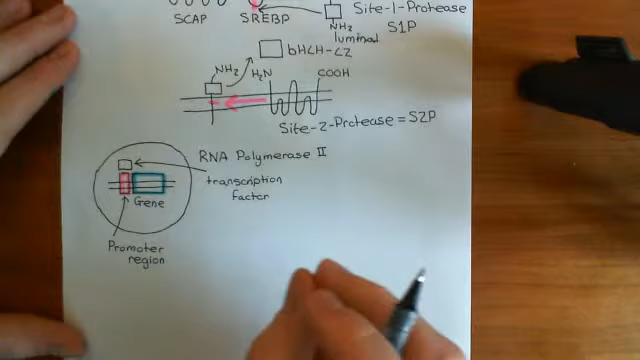 SCAP
SREBP
Site-1-Protease
S1P
NH2
luminal
bHLH-LZ
NH2
H2N
COOH
Site-2-Protease = S2P
RNA Polymerase II
transcription
factor
Gene
Promoter
region